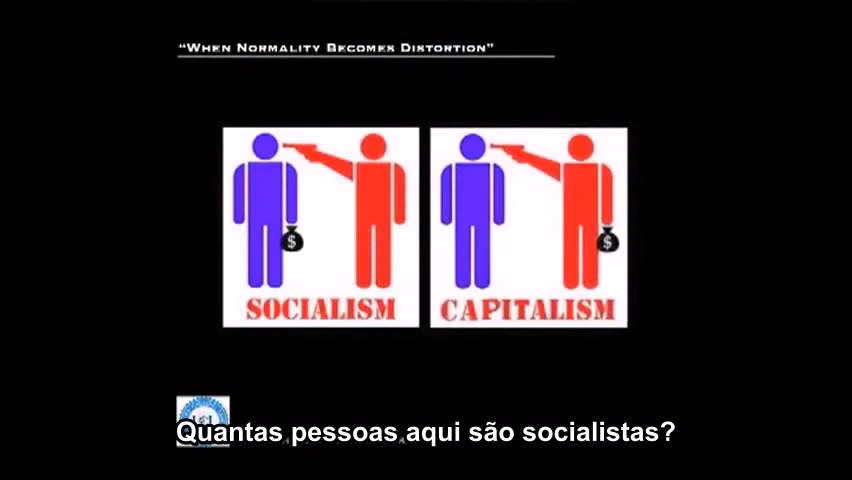 "When Normality Becomes Distortion"
$
$
SOCIALISM
CAPITALISM
Quantas pessoas aqui são socialistas?